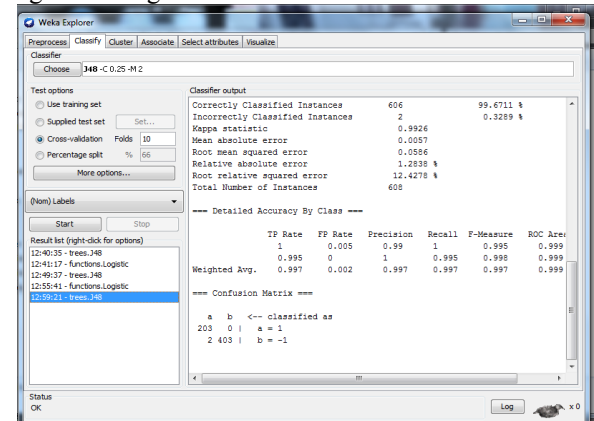 Weka Explorer
Preprocess Classify Cluster Associate Select attributes Visualize
Classifier
Choose J48 -C 0.25 -M 2
Test options
Use training set
Supplied test set Set...
Cross-validation Folds 10
Percentage split % 66
More options...
(Nom) Labels
Start Stop
Result list (right-click for options)
12:40:35 - trees.J48
12:41:17 - functions.Logistic
12:49:37 - trees.J48
12:55:41 - functions.Logistic
12:59:21 - trees.J48
Classifier output
Correctly Classified Instances 606 99.6711 %
Incorrectly Classified Instances 2 0.3289 %
Kappa statistic 0.9926
Mean absolute error 0.0057
Root mean squared error 0.0586
Relative absolute error 1.2838 %
Root relative squared error 12.4278 %
Total Number of Instances 608
=== Detailed Accuracy By Class ===
TP Rate FP Rate Precision Recall F-Measure ROC Area
1 0.005 0.99 1 0.995 0.999
0.995 0 1 0.995 0.998 0.999
Weighted Avg. 0.997 0.002 0.997 0.997 0.997 0.999
=== Confusion Matrix ===
a b <-- classified as
203 0 | a = 1
2 403 | b = -1
Status
OK
Log x 0